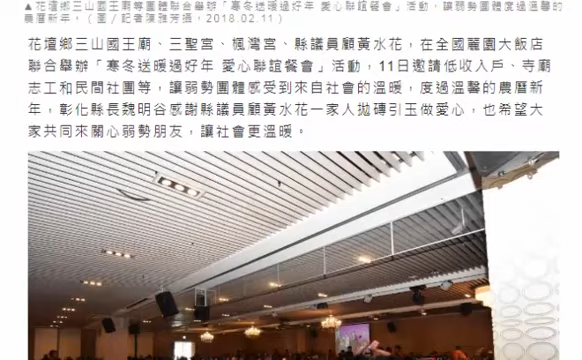 ▲花壇鄉三山國王廟等團體聯合舉辦「寒冬送暖過好年 愛心聯誼餐會」活動，讓弱勢團體度過溫馨的
農曆新年。（圖／記者陳雅芳攝，2018.02.11）
花壇鄉三山國王廟、三聖宮、楓灣宮、縣議員顧黃水花，在全國麗園大飯店
聯合舉辦「寒冬送暖過好年 愛心聯誼餐會」活動，11日邀請低收入戶、寺廟
志工和民間社團等，讓弱勢團體感受到來自社會的溫暖，度過溫馨的農曆新
年，彰化縣長魏明谷感謝縣議員顧黃水花一家人拋磚引玉做愛心，也希望大
家共同來關心弱勢朋友，讓社會更溫暖。